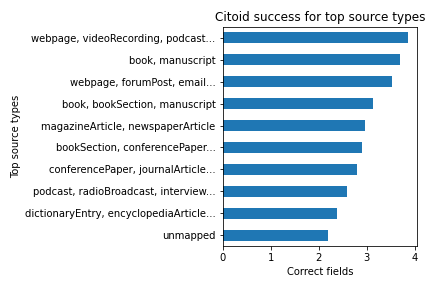 Citoid success for top source types
webpage, videoRecording, podcast...
book, manuscript
webpage, forumPost, email...
book, bookSection, manuscript
magazineArticle, newspaperArticle
bookSection, conferencePaper...
conferencePaper, journalArticle...
podcast, radioBroadcast, interview...
dictionaryEntry, encyclopediaArticle...
unmapped
Top source types
0 1 2 3 4
Correct fields